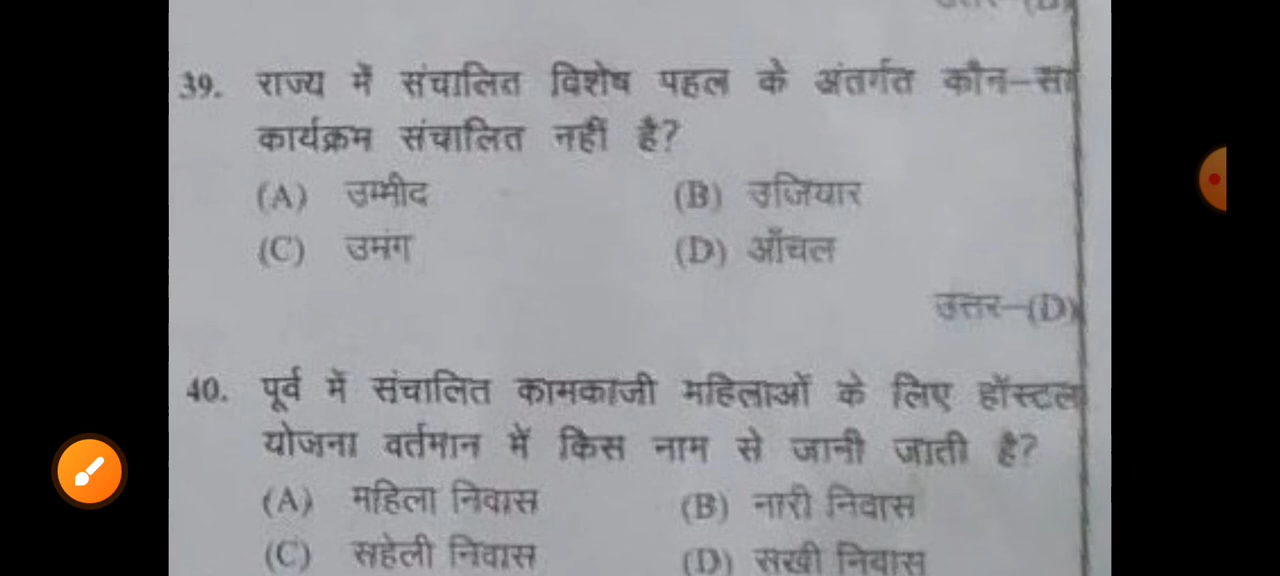 39. राज्य में संचालित विशेष पहल के अंतर्गत कौन-सा
कार्यक्रम संचालित नहीं है?
(A) उम्मीद (B) उजियार
(C) उमंग (D) आँचल
उत्तर-(D)
40. पूर्व में संचालित कामकाजी महिलाओं के लिए हॉस्टल
योजना वर्तमान में किस नाम से जानी जाती है?
(A) महिला निवास (B) नारी निवास
(C) सहेली निवास (D) सखी निवास